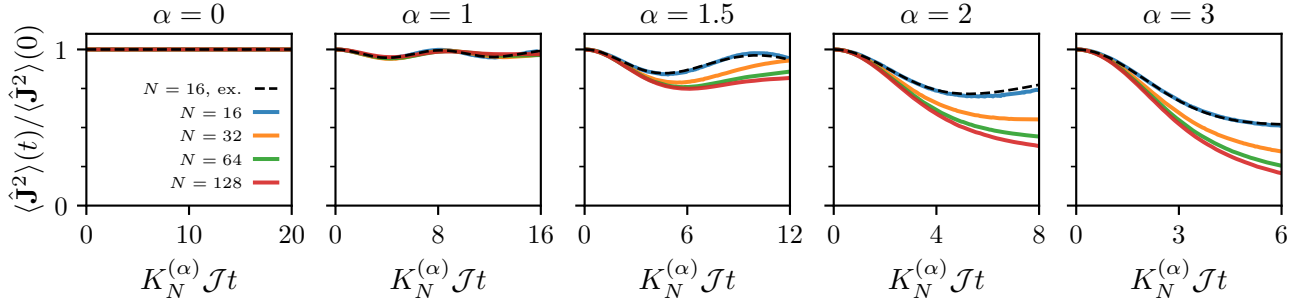 α = 0
α = 1
α = 1.5
α = 2
α = 3
⟨Ĵ²⟩(t)/⟨Ĵ²⟩(0)
1
0
N = 16, ex.
N = 16
N = 32
N = 64
N = 128
0 10 20
0 8 16
0 6 12
0 4 8
0 3 6
K_N^{(α)} 𝒥t
K_N^{(α)} 𝒥t
K_N^{(α)} 𝒥t
K_N^{(α)} 𝒥t
K_N^{(α)} 𝒥t